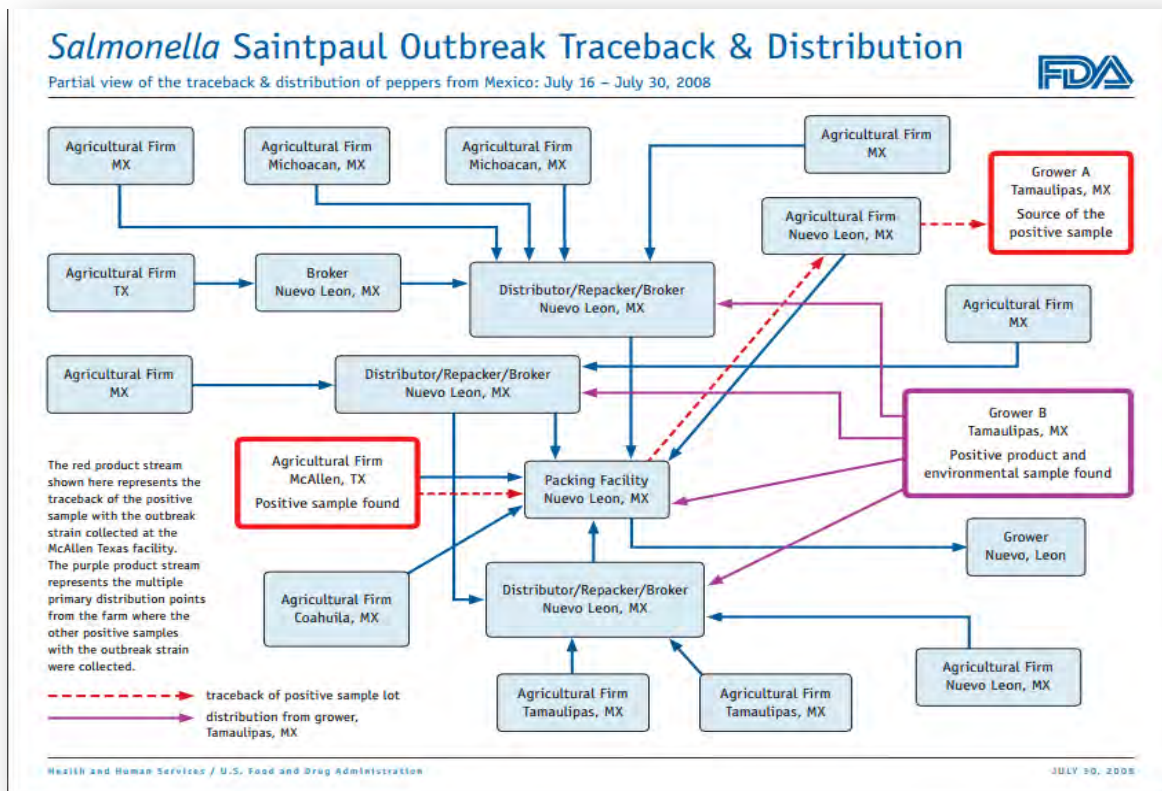 Salmonella Saintpaul Outbreak Traceback & Distribution
Partial view of the traceback & distribution of peppers from Mexico: July 16 – July 30, 2008
FDA
Agricultural Firm
MX
Agricultural Firm
Michoacan, MX
Agricultural Firm
Michoacan, MX
Agricultural Firm
MX
Grower A
Tamaulipas, MX
Source of the
positive sample
Agricultural Firm
Nuevo Leon, MX
Agricultural Firm
TX
Broker
Nuevo Leon, MX
Distributor/Repacker/Broker
Nuevo Leon, MX
Agricultural Firm
MX
Agricultural Firm
MX
Distributor/Repacker/Broker
Nuevo Leon, MX
Grower B
Tamaulipas, MX
Positive product and
environmental sample found
Agricultural Firm
McAllen, TX
Positive sample found
Packing Facility
Nuevo Leon, MX
The red product stream
shown here represents the
traceback of the positive
sample with the outbreak
strain collected at the
McAllen Texas facility.
The purple product stream
represents the multiple
primary distribution points
from the farm where the
other positive samples
with the outbreak strain
were collected.
Grower
Nuevo, Leon
Agricultural Firm
Coahuila, MX
Distributor/Repacker/Broker
Nuevo Leon, MX
Agricultural Firm
Nuevo Leon, MX
Agricultural Firm
Tamaulipas, MX
Agricultural Firm
Tamaulipas, MX
traceback of positive sample lot
distribution from grower,
Tamaulipas, MX
Health and Human Services / U.S. Food and Drug Administration
JULY 30, 2008